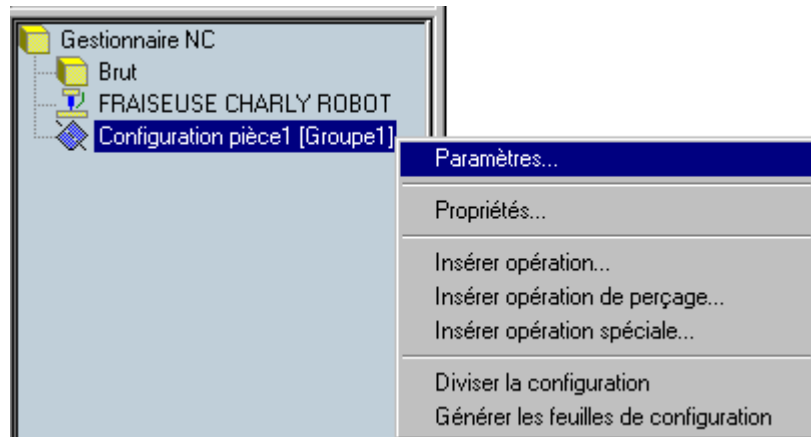 Gestionnaire NC
Brut
FRAISEUSE CHARLY ROBOT
Configuration pièce1 [Groupe1]
Paramètres...
Propriétés...
Insérer opération...
Insérer opération de perçage...
Insérer opération spéciale...
Diviser la configuration
Générer les feuilles de configuration